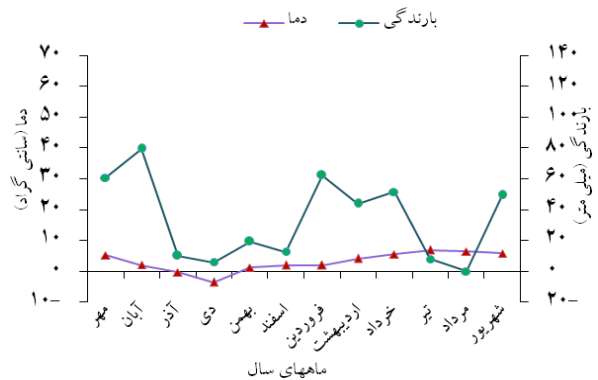 دما
بارندگی
۷۰
۶۰
۵۰
۴۰
۳۰
۲۰
۱۰
۰
۱۰–
دما (سانتی گراد)
۱۴۰
۱۲۰
۱۰۰
۸۰
۶۰
۴۰
۲۰
۰
۲۰–
بارندگی (میلی متر)
مهر
آبان
آذر
دی
بهمن
اسفند
فروردین
اردیبهشت
خرداد
تیر
مرداد
شهریور
ماههای سال